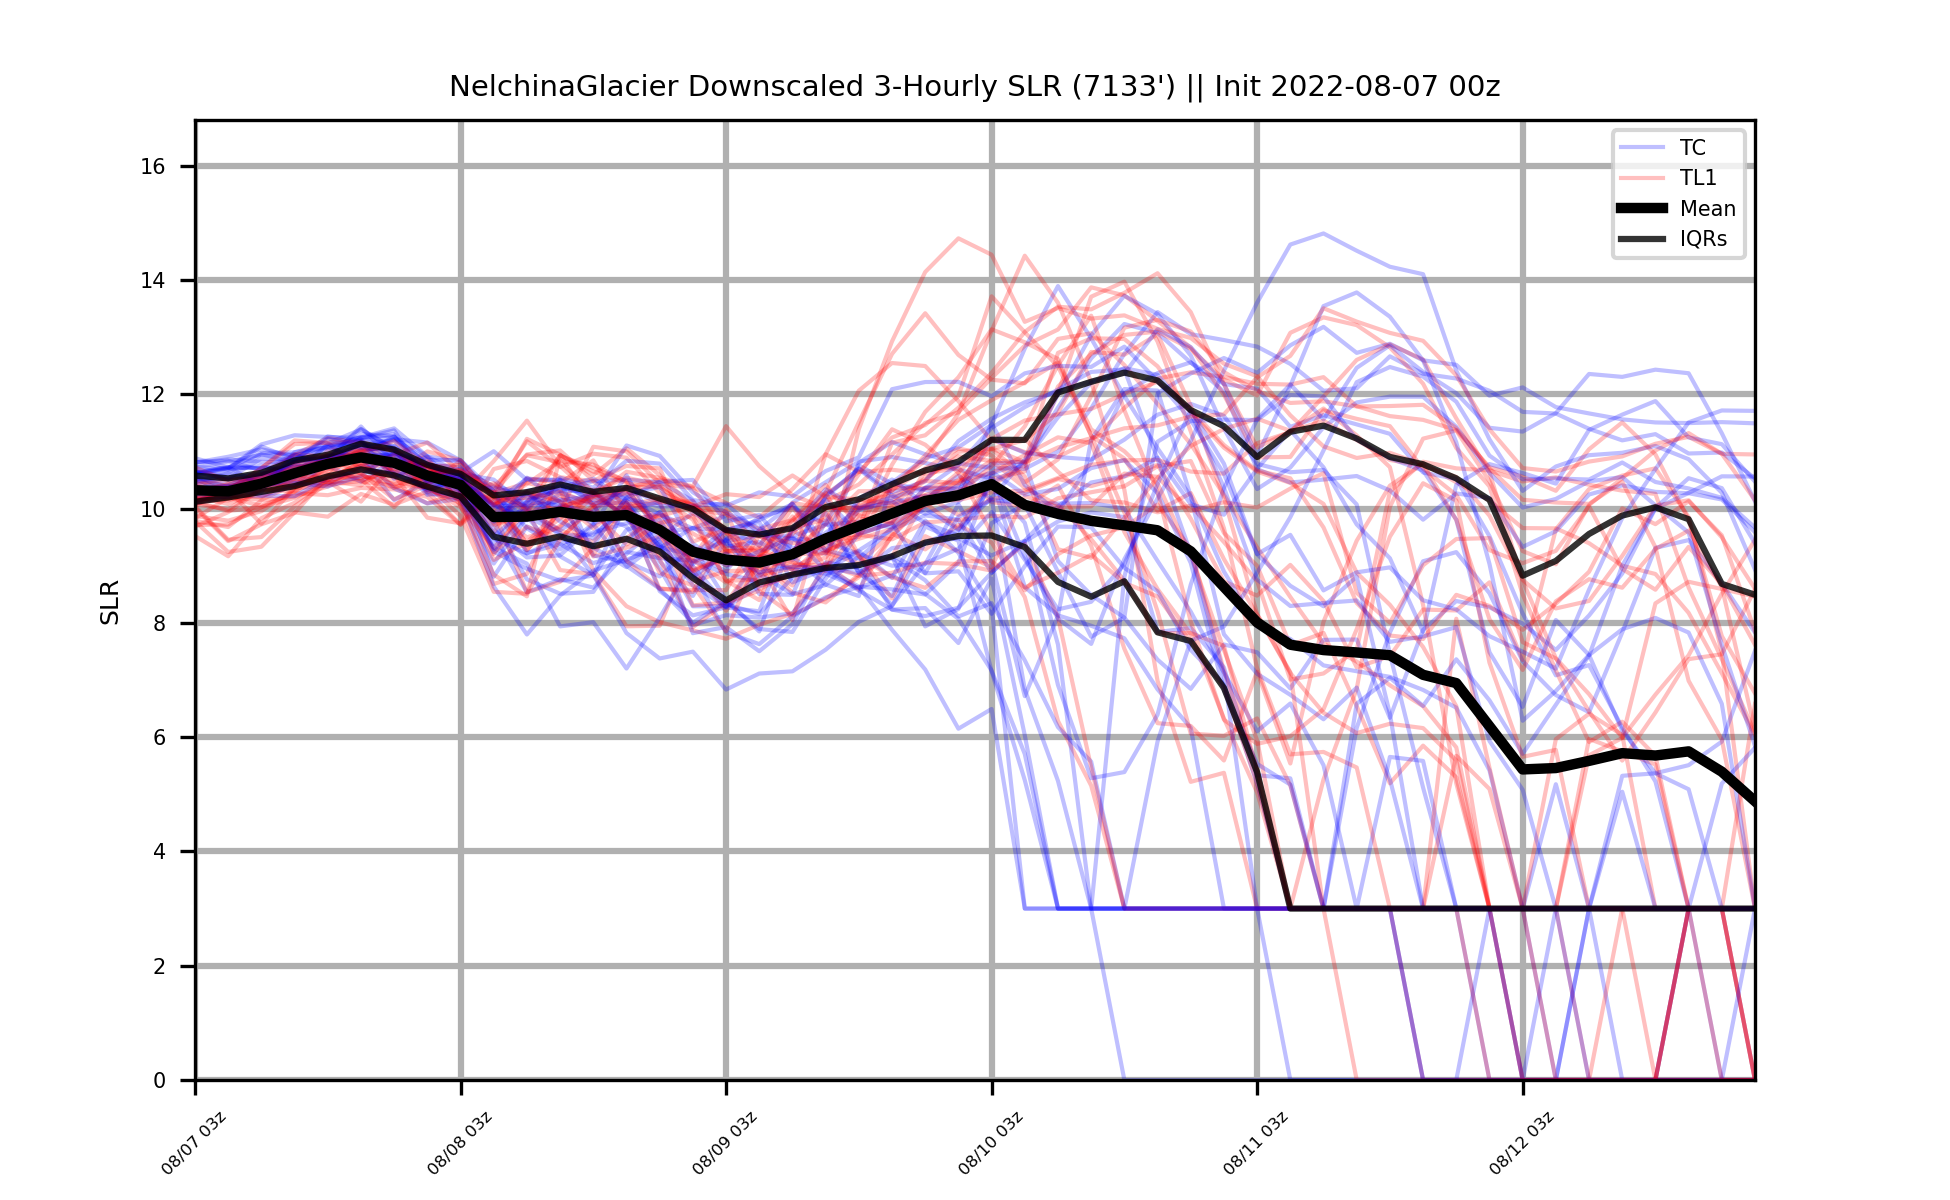 NelchinaGlacier Downscaled 3-Hourly SLR (7133') || Init 2022-08-07 00z
TC
TL1
Mean
IQRs
SLR
16
14
12
10
8
6
4
2
0
08/07 03z
08/08 03z
08/09 03z
08/10 03z
08/11 03z
08/12 03z